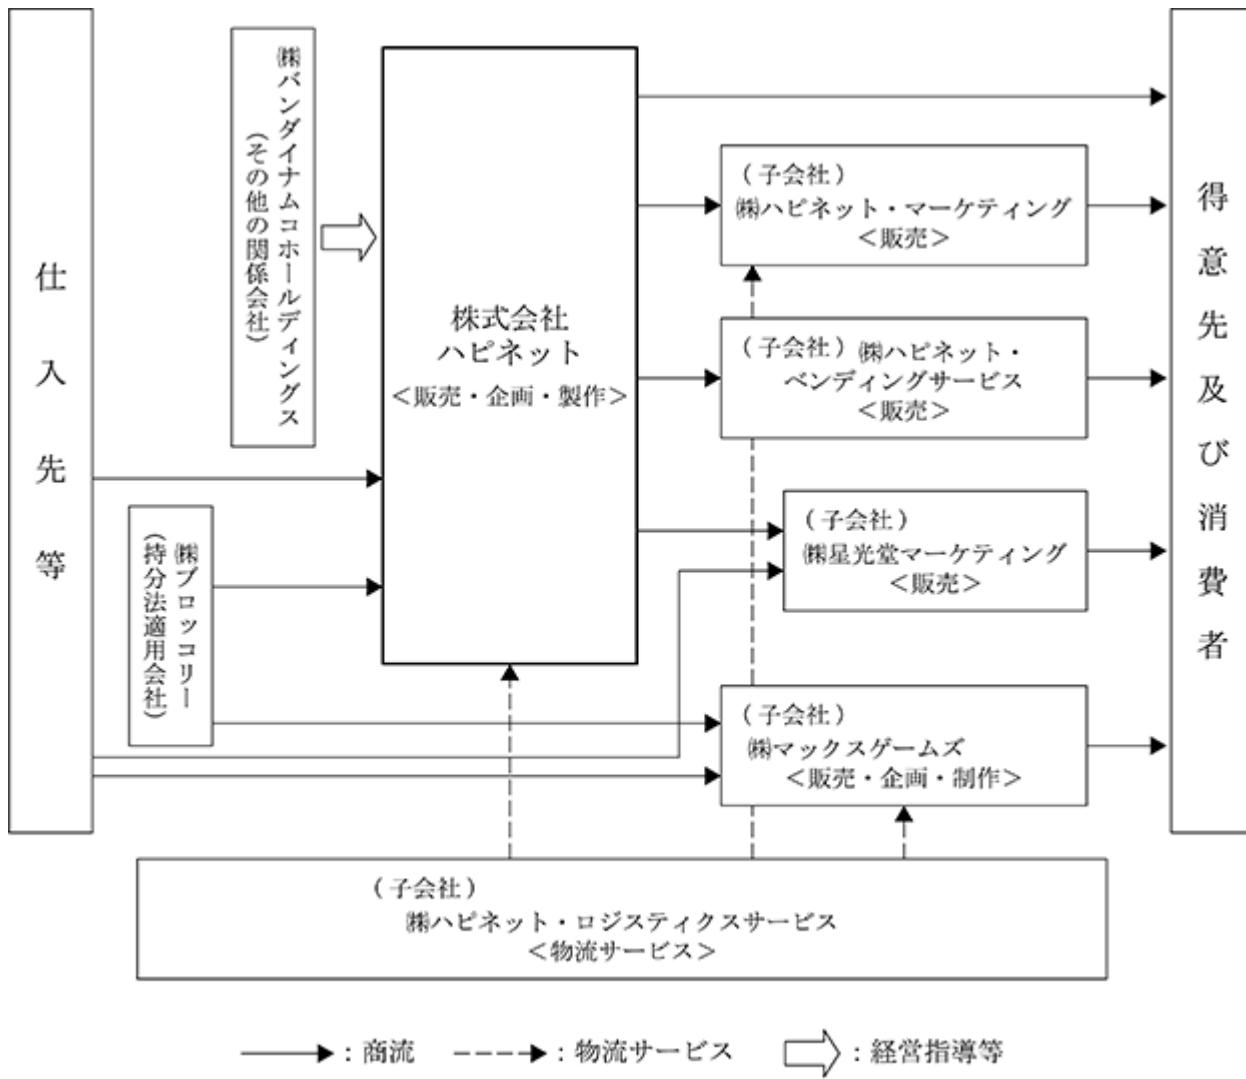 仕入先等
㈱バンダイナムコホールディングス
(その他の関係会社)
㈱ブロッコリー
(持分法適用会社)
株式会社
ハピネット
<販売・企画・製作>
(子会社)
㈱ハピネット・マーケティング
<販売>
(子会社) ㈱ハピネット・
ベンディングサービス
<販売>
(子会社)
㈱星光堂マーケティング
<販売>
(子会社)
㈱マックスゲームズ
<販売・企画・制作>
得意先及び消費者
(子会社)
㈱ハピネット・ロジスティクスサービス
<物流サービス>
:商流 :物流サービス :経営指導等